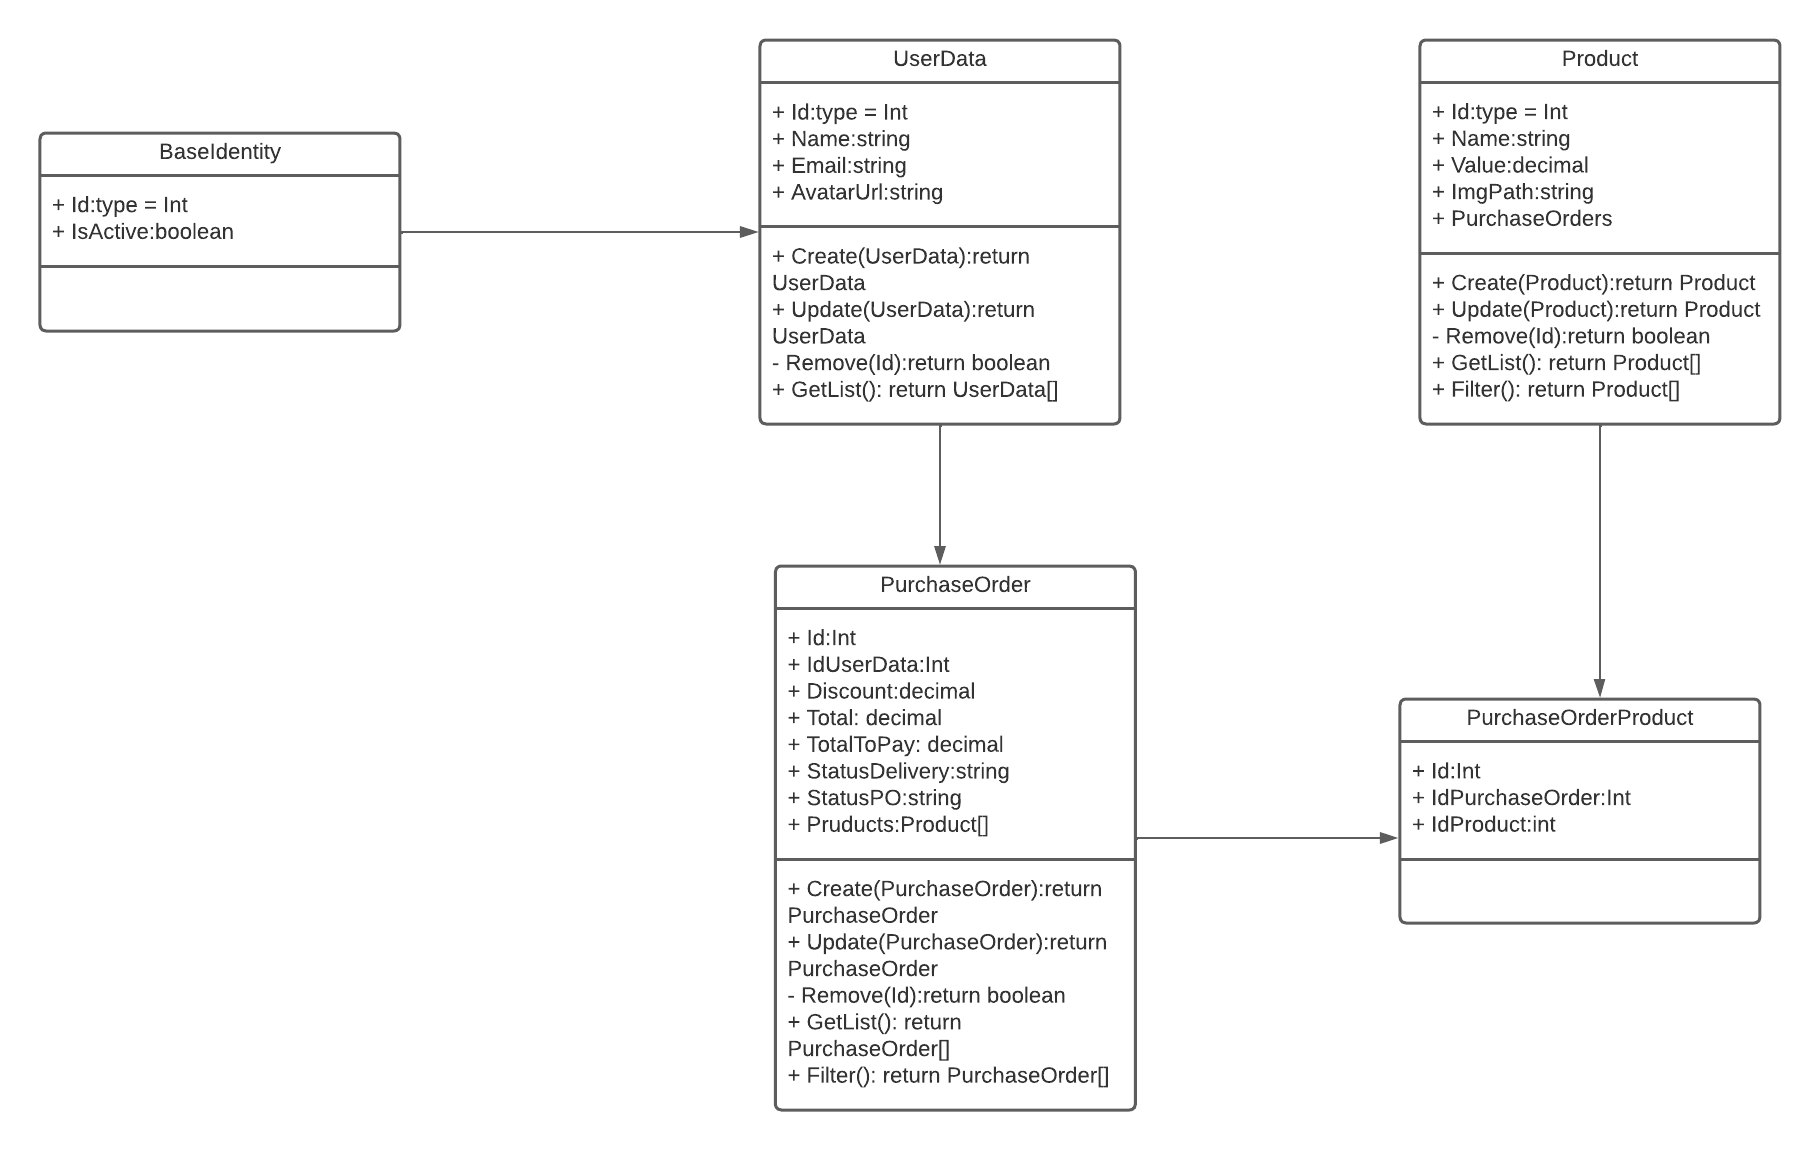 UserData
+ Id:type = Int
+ Name:string
+ Email:string
+ AvatarUrl:string
+ Create(UserData):return
UserData
+ Update(UserData):return
UserData
- Remove(Id):return boolean
+ GetList(): return UserData[]
Product
+ Id:type = Int
+ Name:string
+ Value:decimal
+ ImgPath:string
+ PurchaseOrders
+ Create(Product):return Product
+ Update(Product):return Product
- Remove(Id):return boolean
+ GetList(): return Product[]
+ Filter(): return Product[]
BaseIdentity
+ Id:type = Int
+ IsActive:boolean
PurchaseOrder
+ Id:Int
+ IdUserData:Int
+ Discount:decimal
+ Total: decimal
+ TotalToPay: decimal
+ StatusDelivery:string
+ StatusPO:string
+ Pruducts:Product[]
+ Create(PurchaseOrder):return
PurchaseOrder
+ Update(PurchaseOrder):return
PurchaseOrder
- Remove(Id):return boolean
+ GetList(): return
PurchaseOrder[]
+ Filter(): return PurchaseOrder[]
PurchaseOrderProduct
+ Id:Int
+ IdPurchaseOrder:Int
+ IdProduct:int